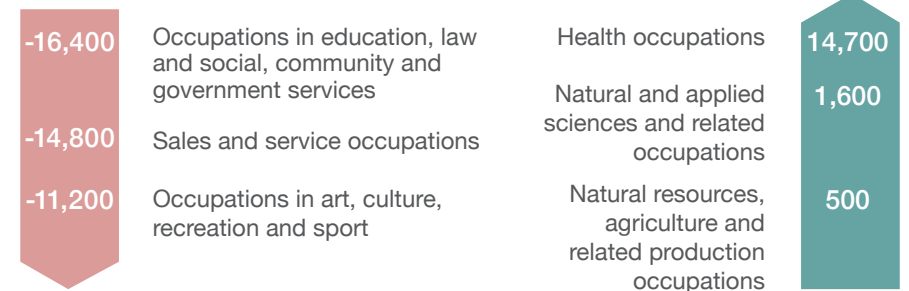 -16,400
Occupations in education, law
and social, community and
government services
-14,800
Sales and service occupations
-11,200
Occupations in art, culture,
recreation and sport
Health occupations
14,700
Natural and applied
sciences and related
occupations
1,600
Natural resources,
agriculture and
related production
occupations
500